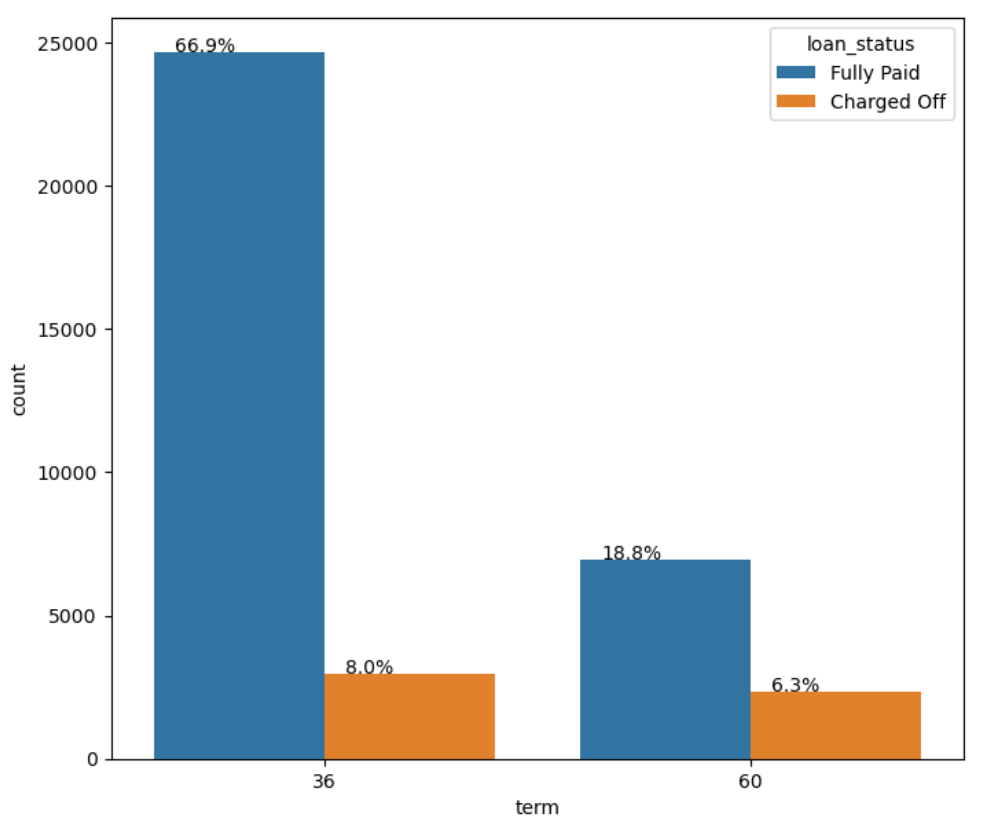 25000
20000
15000
10000
5000
0
count
66.9%
8.0%
18.8%
6.3%
loan_status
Fully Paid
Charged Off
36
60
term